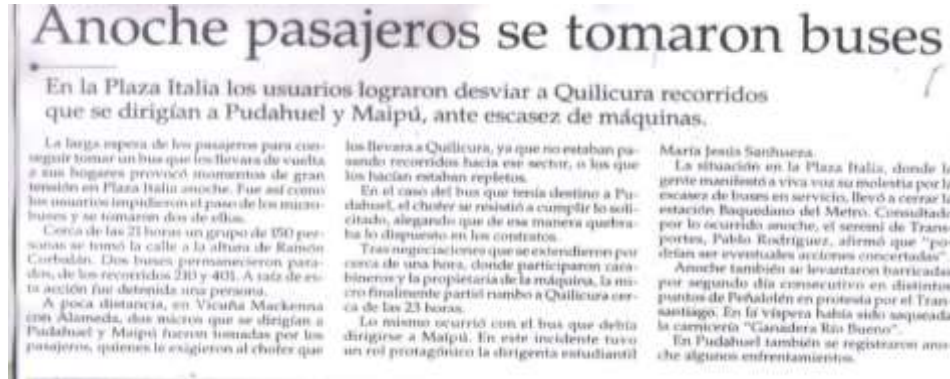 Anoche pasajeros se tomaron buses
En la Plaza Italia los usuarios lograron desviar a Quilicura recorridos
que se dirigían a Pudahuel y Maipú, ante escasez de máquinas.
La larga espera de los pasajeros para con-
seguir tomar un bus que los llevara de vuelta
a sus hogares provocó momentos de gran
tensión en Plaza Italia anoche. Fue así como
los usuarios impidieron el paso de los micro-
buses y se tomaron dos de ellos.
Cerca de las 21 horas un grupo de 150 per-
sonas se tomó la calle a la altura de Ramón
Corbalán. Dos buses permanecieron para-
dos, de los recorridos 210 y 401. A raíz de es-
ta acción fue detenida una persona.
A poca distancia, en Vicuña Mackenna
con Alameda, dos micros que se dirigían a
Pudahuel y Maipú fueron tomadas por los
pasajeros, quienes le exigieron al chofer que
los llevara a Quilicura, ya que no estaban pa-
sando recorridos hacia ese sector, o los que
los hacían estaban repletos.
En el caso del bus que tenía destino a Pu-
dahuel, el chofer se resistió a cumplir lo soli-
citado, alegando que de esa manera quebra-
ba lo dispuesto en los contratos.
Tras negociaciones que se extendieron por
cerca de una hora, donde participaron cara-
bineros y la propietaria de la máquina, la mi-
cro finalmente partió rumbo a Quilicura cer-
ca de las 23 horas.
Lo mismo ocurrió con el bus que debía
dirigirse a Maipú. En este incidente tuvo
un rol protagónico la dirigenta estudiantil
María Jesús Sanhueza.
La situación en la Plaza Italia, donde la
gente manifestó a viva voz su molestia por l
escasez de buses en servicio, llevó a cerrar l
estación Baquedano del Metro. Consultad
por lo ocurrido anoche, el seremi de Trans
portes, Pablo Rodríguez, afirmó que "po
drían ser eventuales acciones concertadas"
Anoche también se levantaron barricada
por segundo día consecutivo en distinto
puntos de Peñalolén en protesta por el Tran
santiago. En la víspera había sido saqueada
la carnicería "Ganadera Río Bueno".
En Pudahuel también se registraron ano
che algunos enfrentamientos.